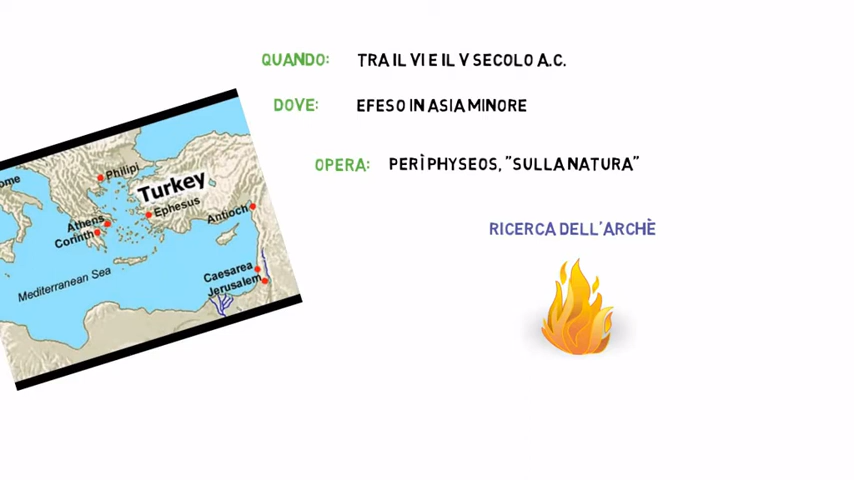 QUANDO: TRA IL VI E IL V SECOLO A.C.
DOVE: EFESO IN ASIA MINORE
OPERA: PERÌ PHYSEOS, "SULLA NATURA"
RICERCA DELL'ARCHÈ
ome
Philipi
Turkey
Ephesus
Antioch
Athens
Corinth
Mediterranean Sea
Caesarea
Jerusalem